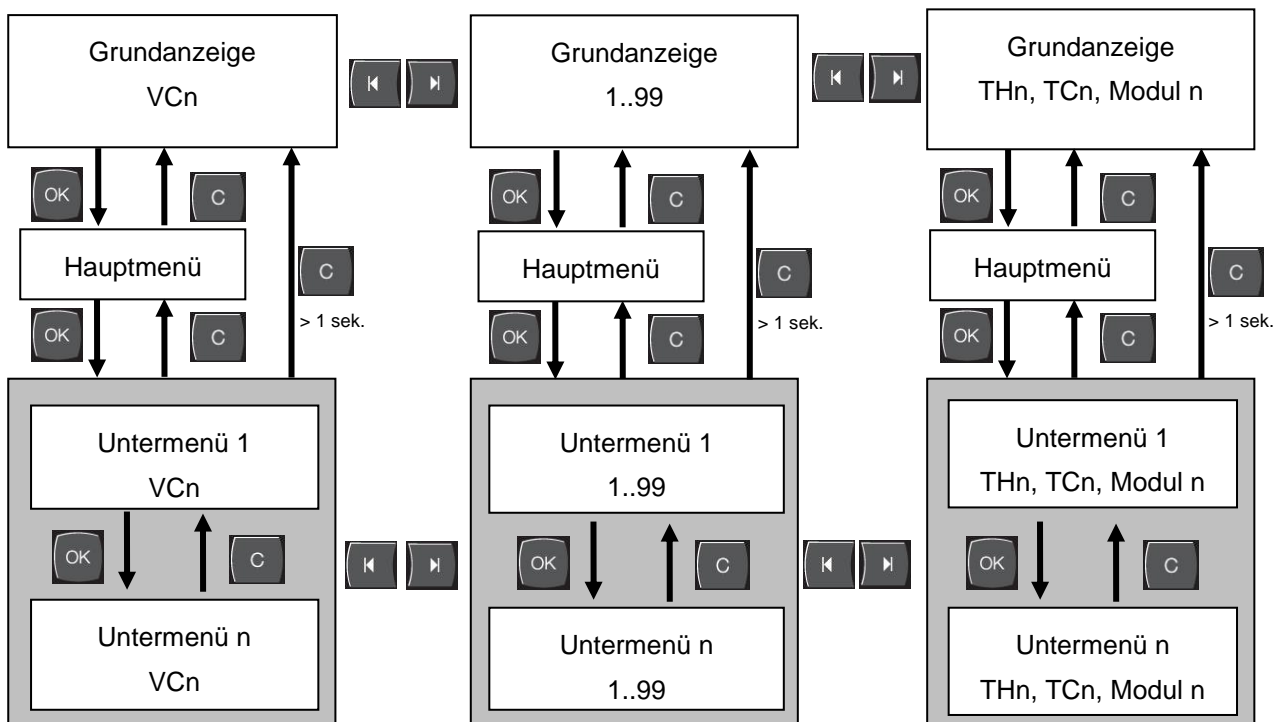 Grundanzeige
VCn
Grundanzeige
1..99
Grundanzeige
THn, TCn, Modul n
OK
C
OK
C
OK
C
Hauptmenü
C
> 1 sek.
Hauptmenü
C
> 1 sek.
Hauptmenü
C
> 1 sek.
OK
C
OK
C
OK
C
Untermenü 1
VCn
Untermenü 1
1..99
Untermenü 1
THn, TCn, Modul n
OK
C
OK
C
OK
C
Untermenü n
VCn
Untermenü n
1..99
Untermenü n
THn, TCn, Modul n